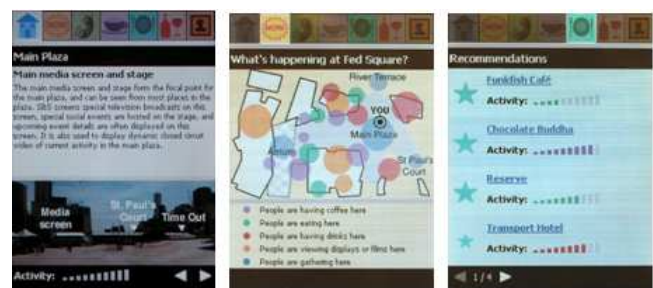 Main Plaza
Main media screen and stage
The main media screen and stage form the focal point for
the main plaza, and can be seen from most places in the
plaza. SBS screens special television broadcasts on this
screen, special social events are hosted on the stage, and
upcoming event details are often displayed on this
screen. It is also used to display dynamic closed circuit
video of current activity in the main plaza.
Media screen
St. Paul's Court
Time Out
Activity:
What's happening at Fed Square?
River Terrace
YOU
Main Plaza
Atrium
St Paul's
Court
People are having coffee here
People are eating here
People are having drinks here
People are viewing displays or films here
People are gathering here
Recommendations
Funkfish Café
Activity:
Chocolate Buddha
Activity:
Reserve
Activity:
Transport Hotel
Activity:
1/4